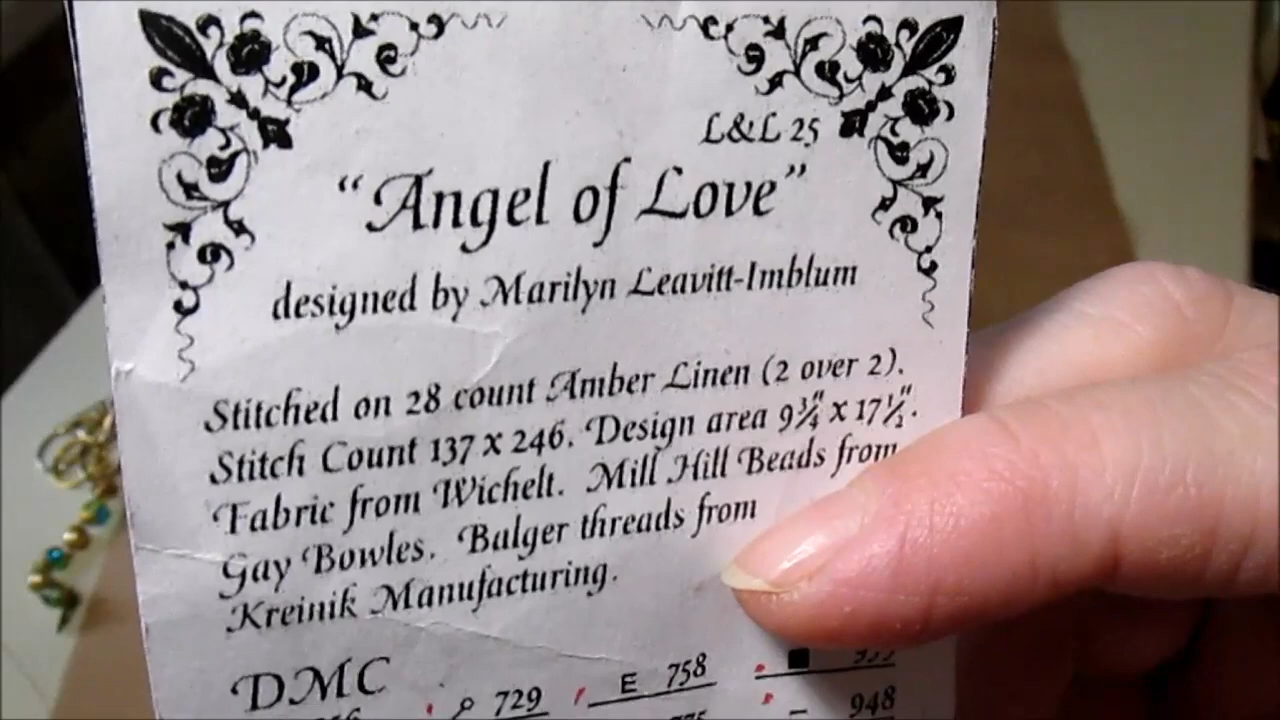 L&L 25
“Angel of Love”
designed by Marilyn Leavitt-Imblum
Stitched on 28 count Amber Linen (2 over 2).
Stitch Count 137 x 246. Design area 9¾" x 17½".
Fabric from Wichelt. Mill Hill Beads from
Gay Bowles. Balger threads from
Kreinik Manufacturing.
DMC
729 E 758
948